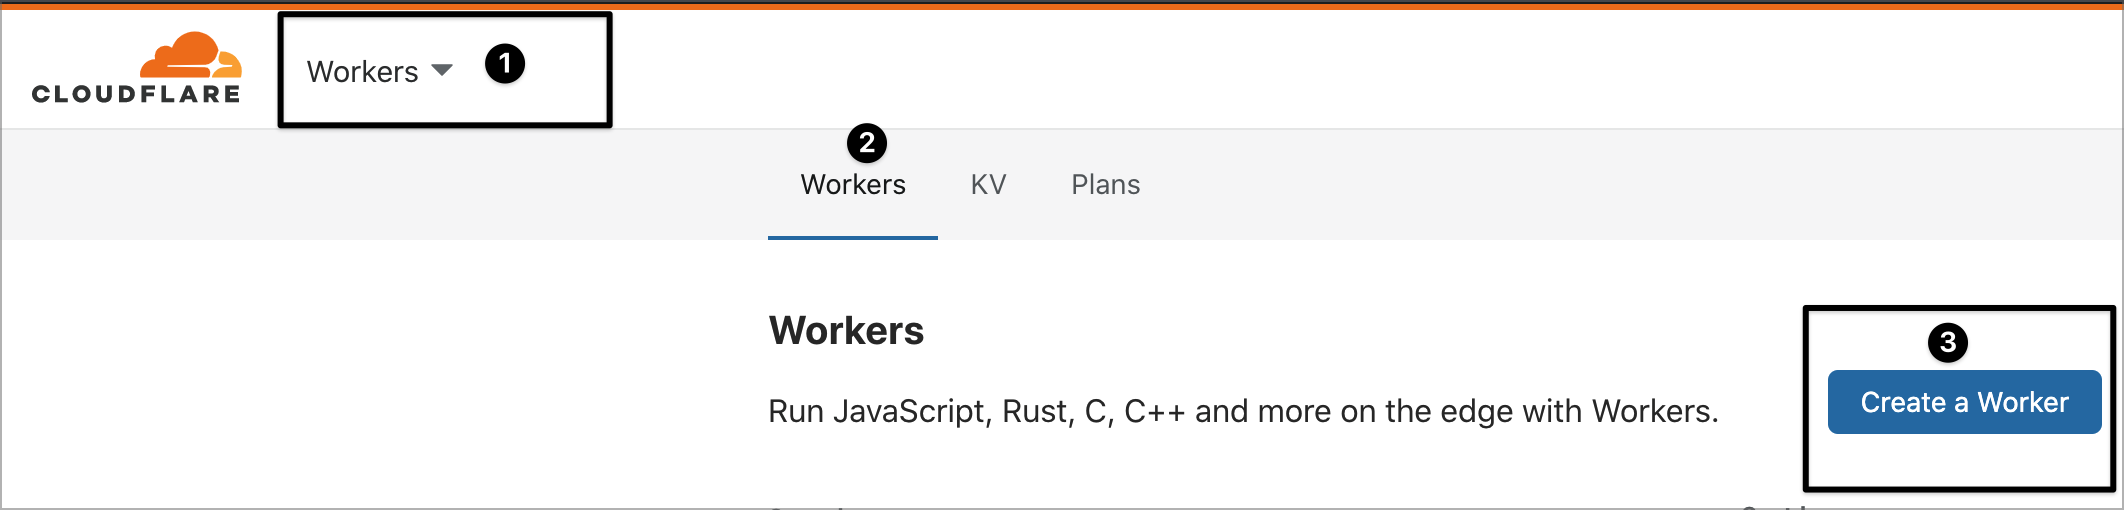 CLOUDFLARE
Workers 1
2
Workers KV Plans
Workers
3
Run JavaScript, Rust, C, C++ and more on the edge with Workers.
Create a Worker